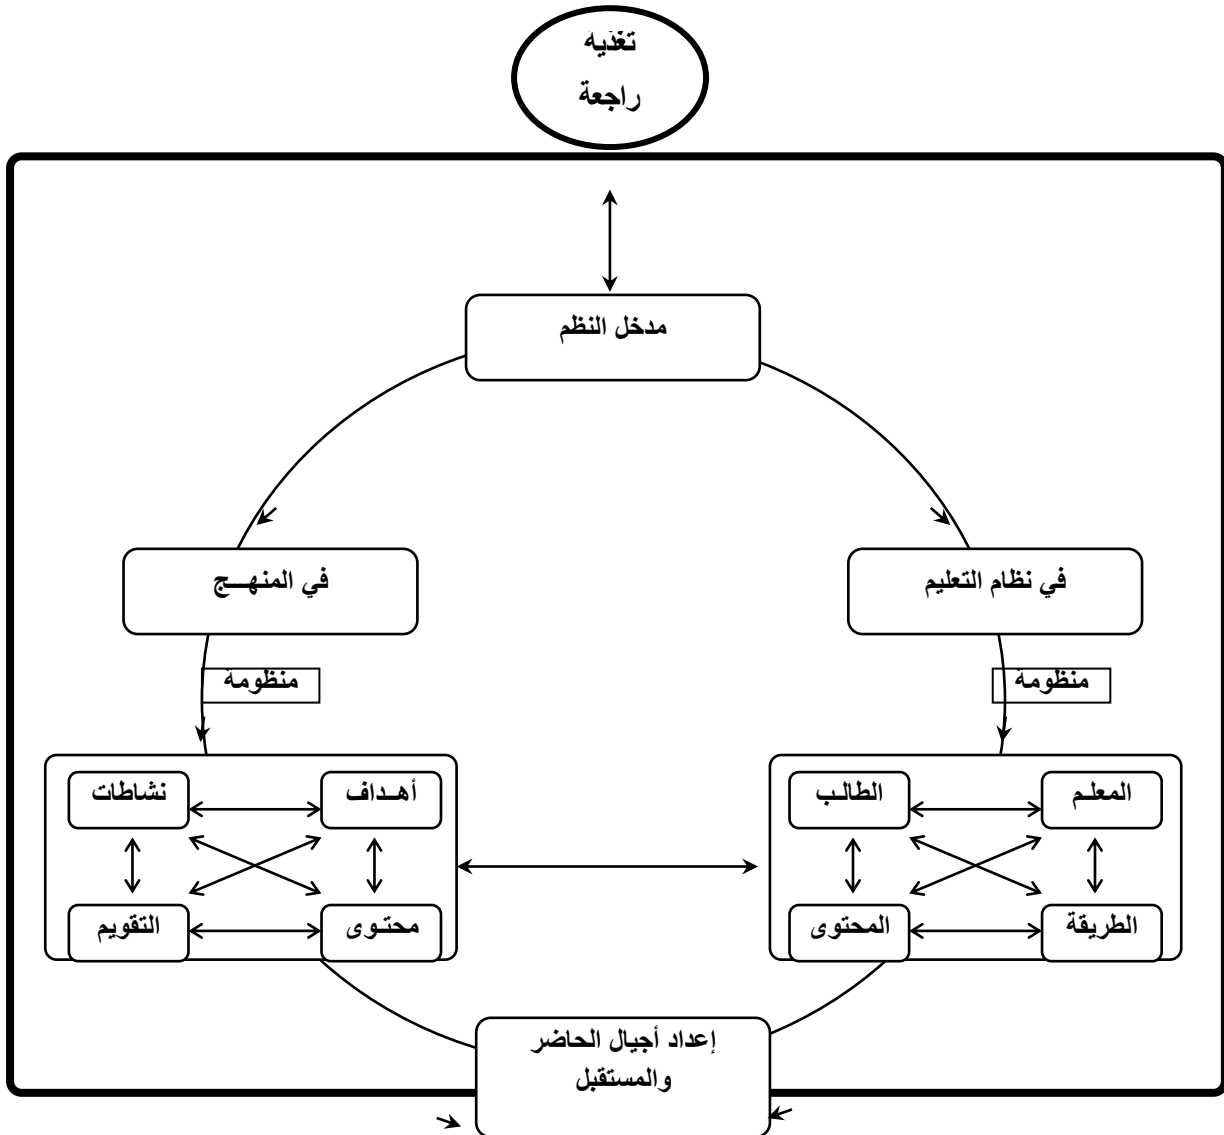 تغذيه
راجعة
مدخل النظم
في نظام التعليم
في المنهـــج
منظومة
منظومة
المعلـم
الطالـب
أهـداف
نشاطات
الطريقة
المحتوى
محتـوى
التقويم
إعداد أجيال الحاضر
والمستقبل